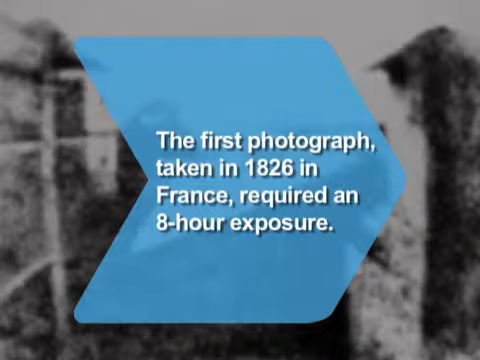 The first photograph,
taken in 1826 in
France, required an
8-hour exposure.